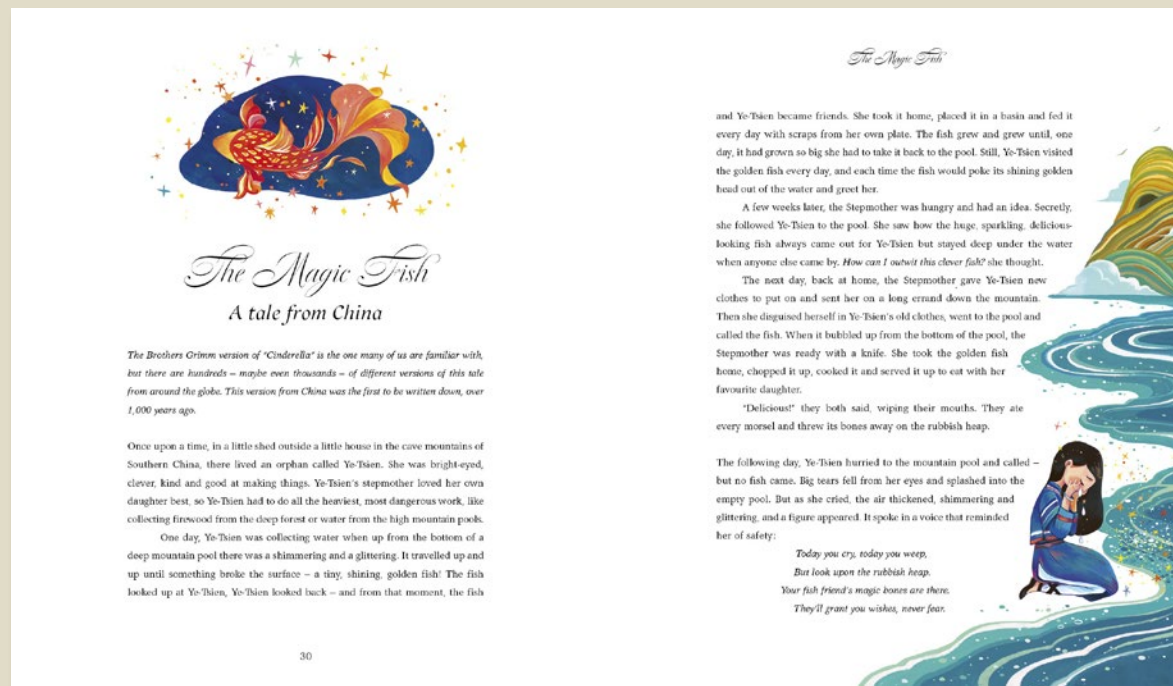 The Magic Fish
A tale from China
The Brothers Grimm version of "Cinderella" is the one many of us are familiar with,
but there are hundreds – maybe even thousands – of different versions of this tale
from around the globe. This version from China was the first to be written down, over
1,000 years ago.
Once upon a time, in a little shed outside a little house in the cave mountains of
Southern China, there lived an orphan called Ye-Tsien. She was bright-eyed,
clever, kind and good at making things. Ye-Tsien's stepmother loved her own
daughter best, so Ye-Tsien had to do all the heaviest, most dangerous work, like
collecting firewood from the deep forest or water from the high mountain pools.
One day, Ye-Tsien was collecting water when up from the bottom of a
deep mountain pool there was a shimmering and a glittering. It travelled up and
up until something broke the surface – a tiny, shining, golden fish! The fish
looked up at Ye-Tsien, Ye-Tsien looked back – and from that moment, the fish
30
The Magic Fish
and Ye-Tsien became friends. She took it home, placed it in a basin and fed it
every day with scraps from her own plate. The fish grew and grew until, one
day, it had grown so big she had to take it back to the pool. Still, Ye-Tsien visited
the golden fish every day, and each time the fish would poke its shining golden
head out of the water and greet her.
A few weeks later, the Stepmother was hungry and had an idea. Secretly,
she followed Ye-Tsien to the pool. She saw how the huge, sparkling, delicious-
looking fish always came out for Ye-Tsien but stayed deep under the water
when anyone else came by. How can I outwit this clever fish? she thought.
The next day, back at home, the Stepmother gave Ye-Tsien new
clothes to put on and sent her on a long errand down the mountain.
Then she disguised herself in Ye-Tsien's old clothes, went to the pool and
called the fish. When it bubbled up from the bottom of the pool, the
Stepmother was ready with a knife. She took the golden fish
home, chopped it up, cooked it and served it up to eat with her
favourite daughter.
"Delicious!" they both said, wiping their mouths. They ate
every morsel and threw its bones away on the rubbish heap.
The following day, Ye-Tsien hurried to the mountain pool and called –
but no fish came. Big tears fell from her eyes and splashed into the
empty pool. But as she cried, the air thickened, shimmering and
glittering, and a figure appeared. It spoke in a voice that reminded
her of safety:
Today you cry, today you weep,
But look upon the rubbish heap.
Your fish friend's magic bones are there.
They'll grant you wishes, never fear.